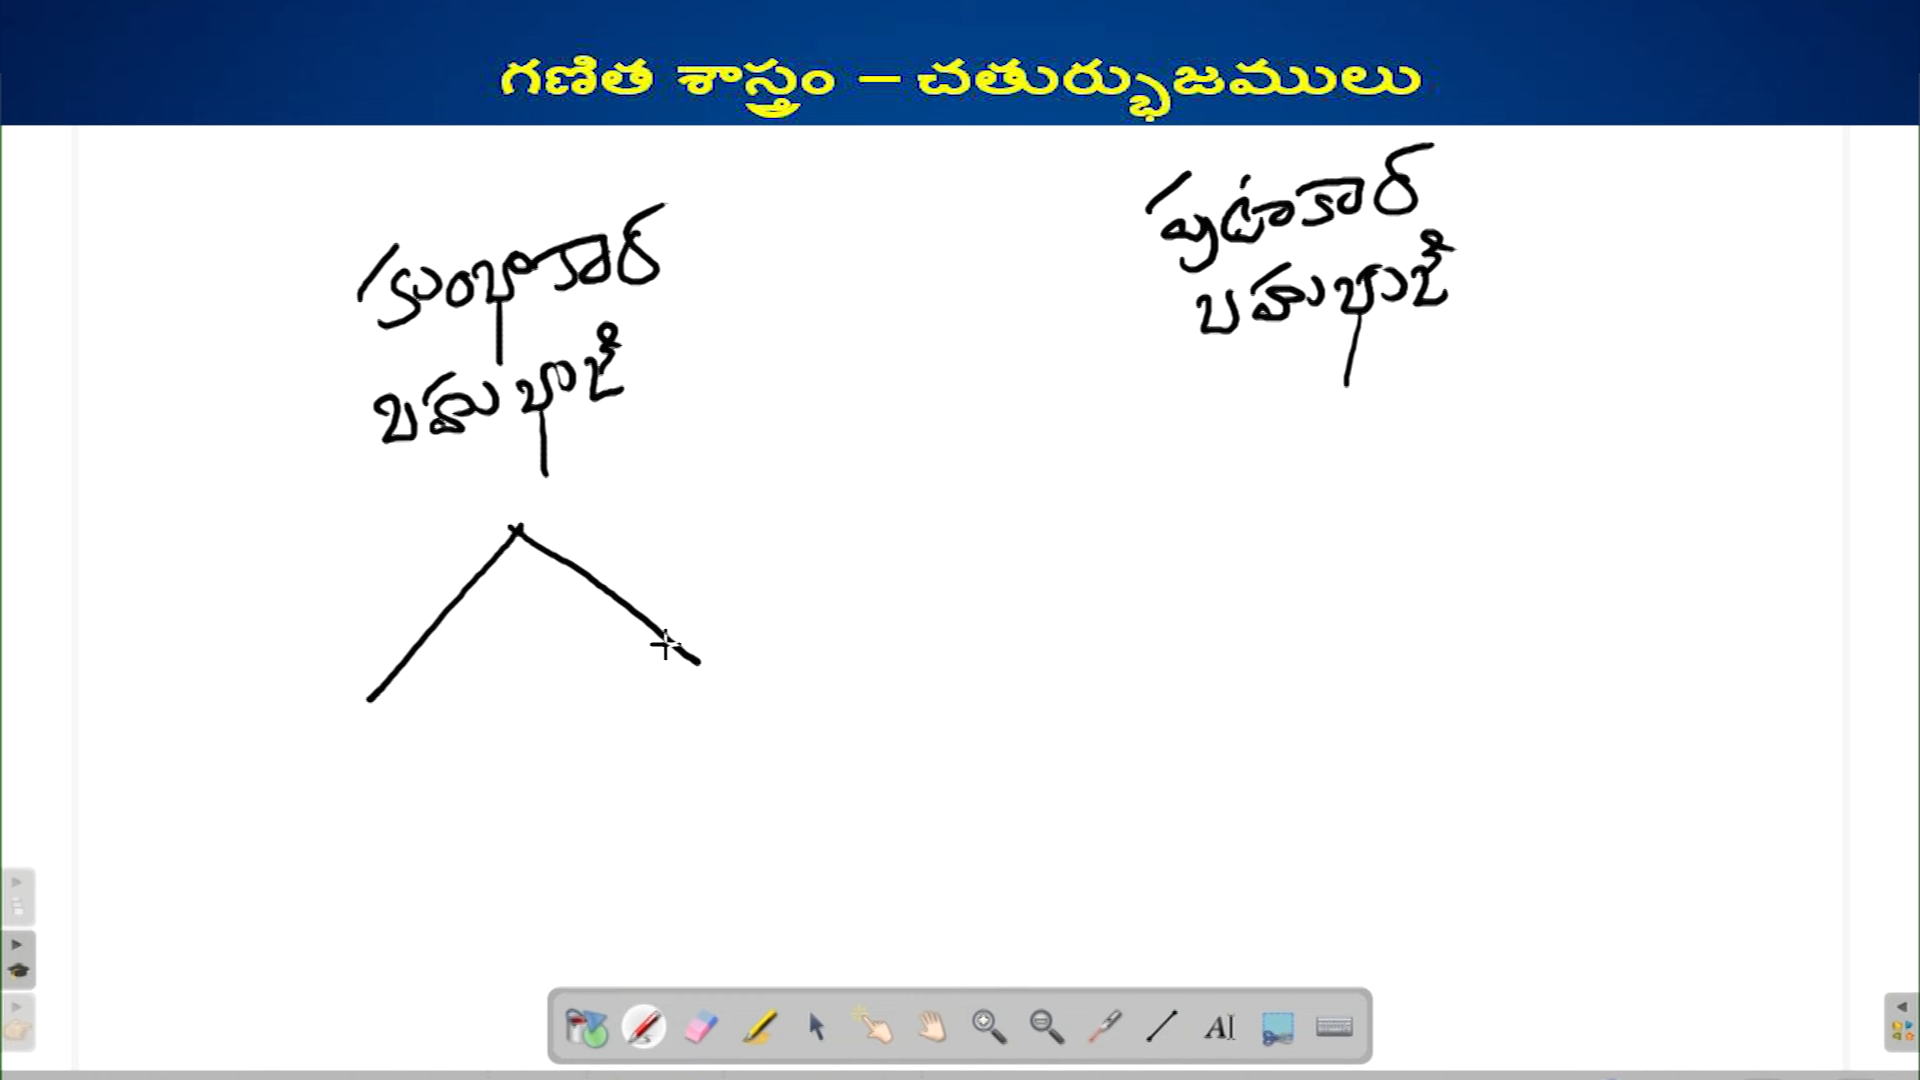 గణిత శాస్త్రం – చతుర్భుజములు
కుంభాకార్
బహుభుజి
పుటాకార్
బహుభుజి